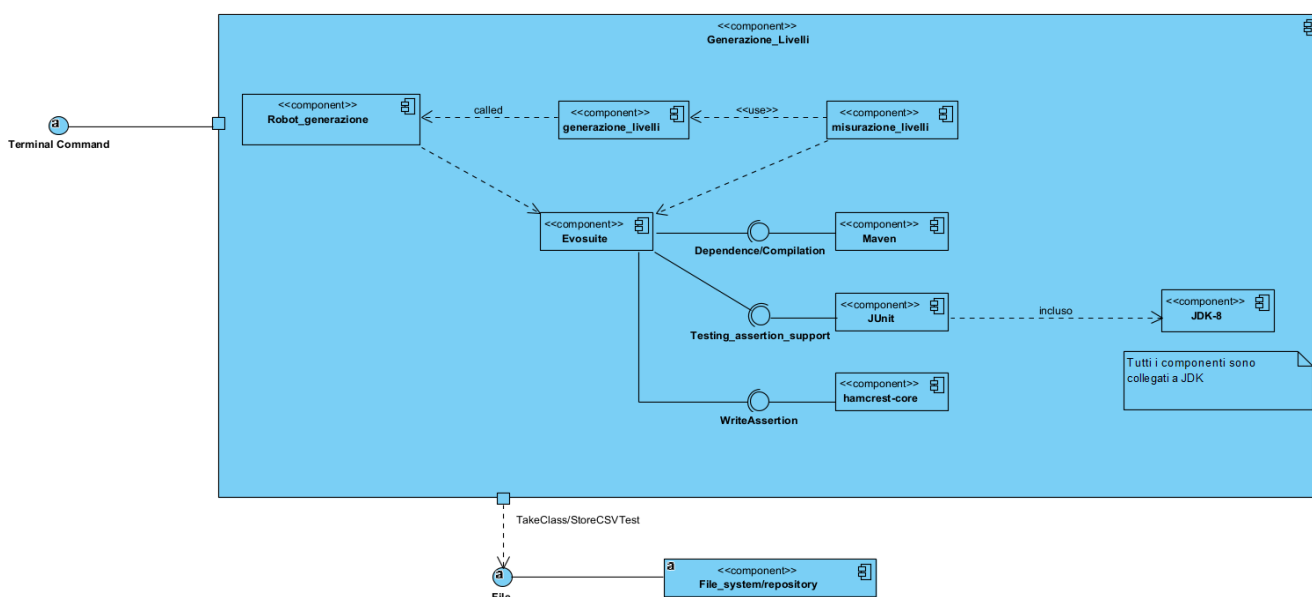 <<component>>
Generazione_Livelli
<<component>>
Robot_generazione
called
<<component>>
generazione_livelli
<<use>>
<<component>>
misurazione_livelli
a
Terminal Command
<<component>>
Evosuite
Dependence/Compilation
<<component>>
Maven
Testing_assertion_support
<<component>>
JUnit
incluso
<<component>>
JDK-8
Tutti i componenti sono
collegati a JDK
WriteAssertion
<<component>>
hamcrest-core
TakeClass/StoreCSVTest
a
File
a
<<component>>
File_system/repository